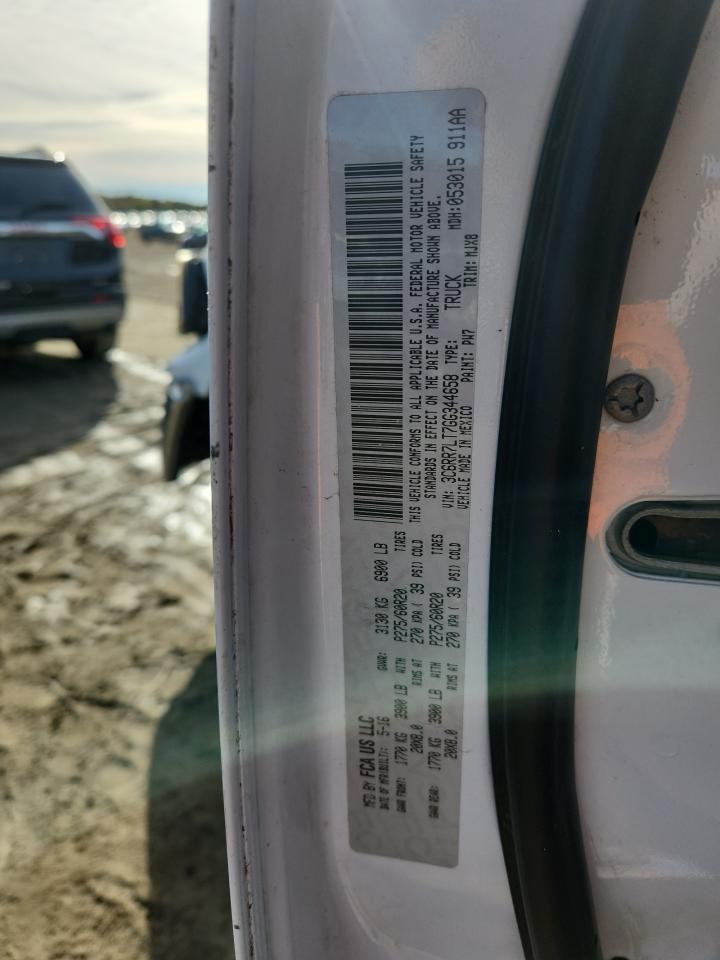 MFD BY FCA US LLC
DATE OF MFR(BUILT): 5-16 GVWR: 3130 KG 6900 LB
GAWR FRONT: 1770 KG 3900 LB WITH P275/60R20 TIRES
20X8.0 RIMS AT 270 KPA ( 39 PSI) COLD
GAWR REAR: 1770 KG 3900 LB WITH P275/60R20 TIRES
20X8.0 RIMS AT 270 KPA ( 39 PSI) COLD
THIS VEHICLE CONFORMS TO ALL APPLICABLE U.S.A. FEDERAL MOTOR VEHICLE SAFETY
STANDARDS IN EFFECT ON THE DATE OF MANUFACTURE SHOWN ABOVE.
VIN: 3C6RR7LT7GG344658 TYPE: TRUCK MDH:053015 911AA
VEHICLE MADE IN MEXICO PAINT: PW7 TRIM: MJX8